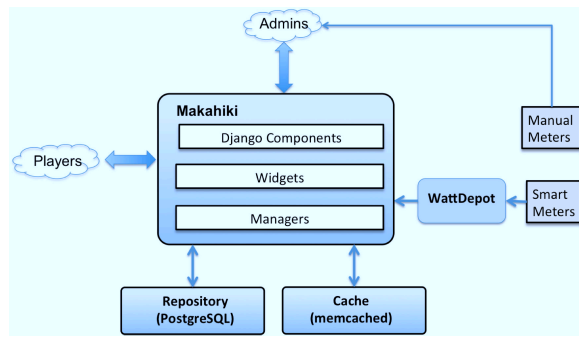 Admins
Makahiki
Django Components
Widgets
Managers
Players
Manual
Meters
WattDepot
Smart
Meters
Repository
(PostgreSQL)
Cache
(memcached)